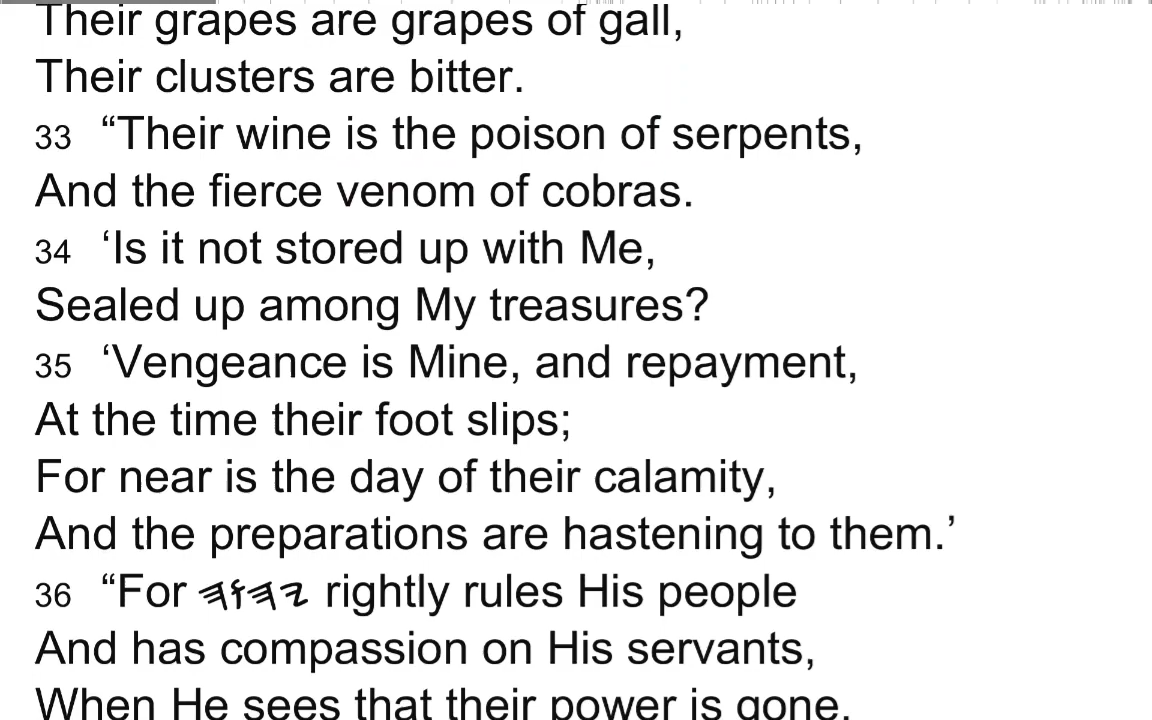 Their grapes are grapes of gall,
Their clusters are bitter.
33 “Their wine is the poison of serpents,
And the fierce venom of cobras.
34 ‘Is it not stored up with Me,
Sealed up among My treasures?
35 ‘Vengeance is Mine, and repayment,
At the time their foot slips;
For near is the day of their calamity,
And the preparations are hastening to them.’
36 “For 𐤉𐤄𐤅𐤄 rightly rules His people
And has compassion on His servants,
When He sees that their power is gone,